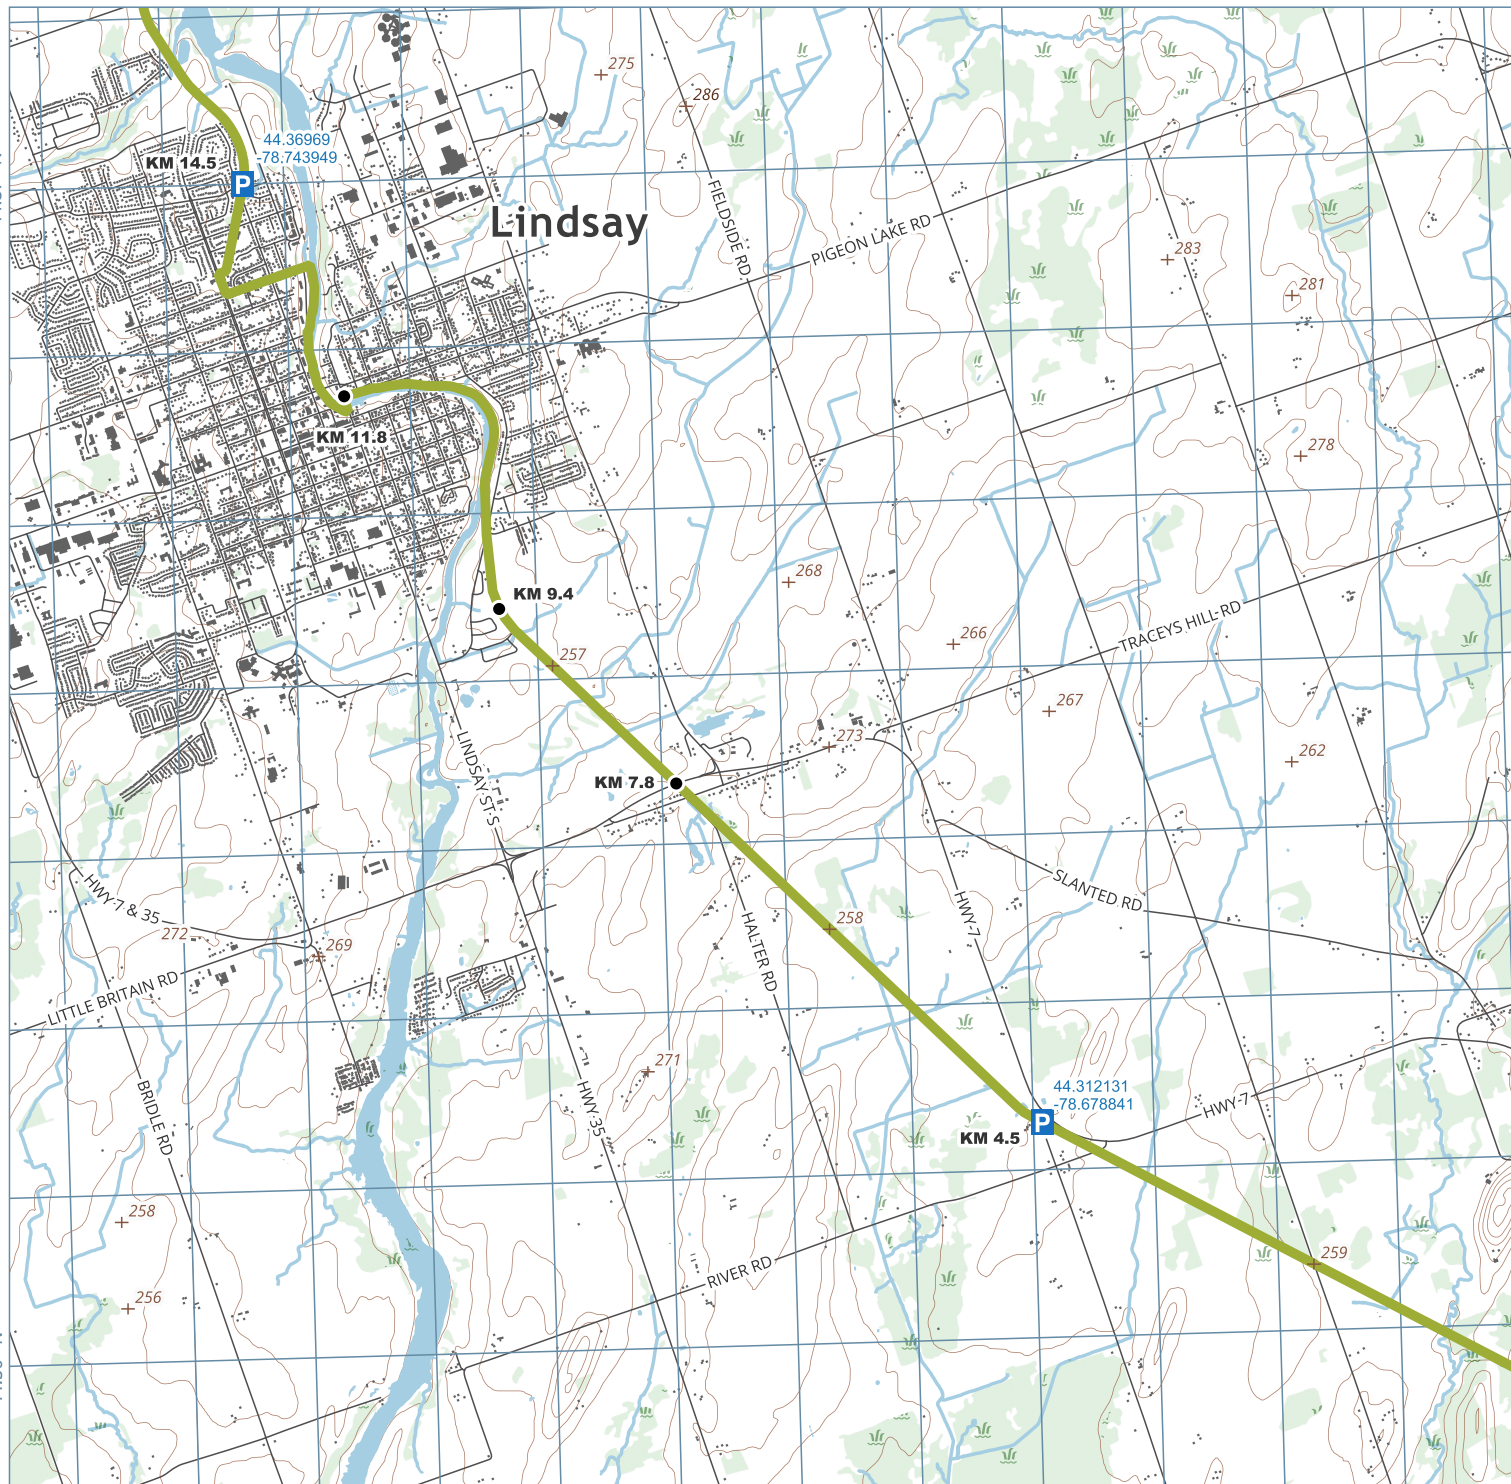 275
286
44.36969
-78.743949
KM 14.5
P
Lindsay
FIELDSIDE RD
PIGEON LAKE RD
283
281
KM 11.8
278
268
KM 9.4
TRACEYS HILL RD
266
257
267
273
262
LINDSAY ST S
KM 7.8
HWY 7 & 35
SLANTED RD
HWY-7
258
272
269
HALTER RD
LITTLE BRITAIN RD
271
BRIDLE RD
HWY 35
44.312131
-78.678841
HWY-7
P
KM 4.5
258
259
RIVER RD
256